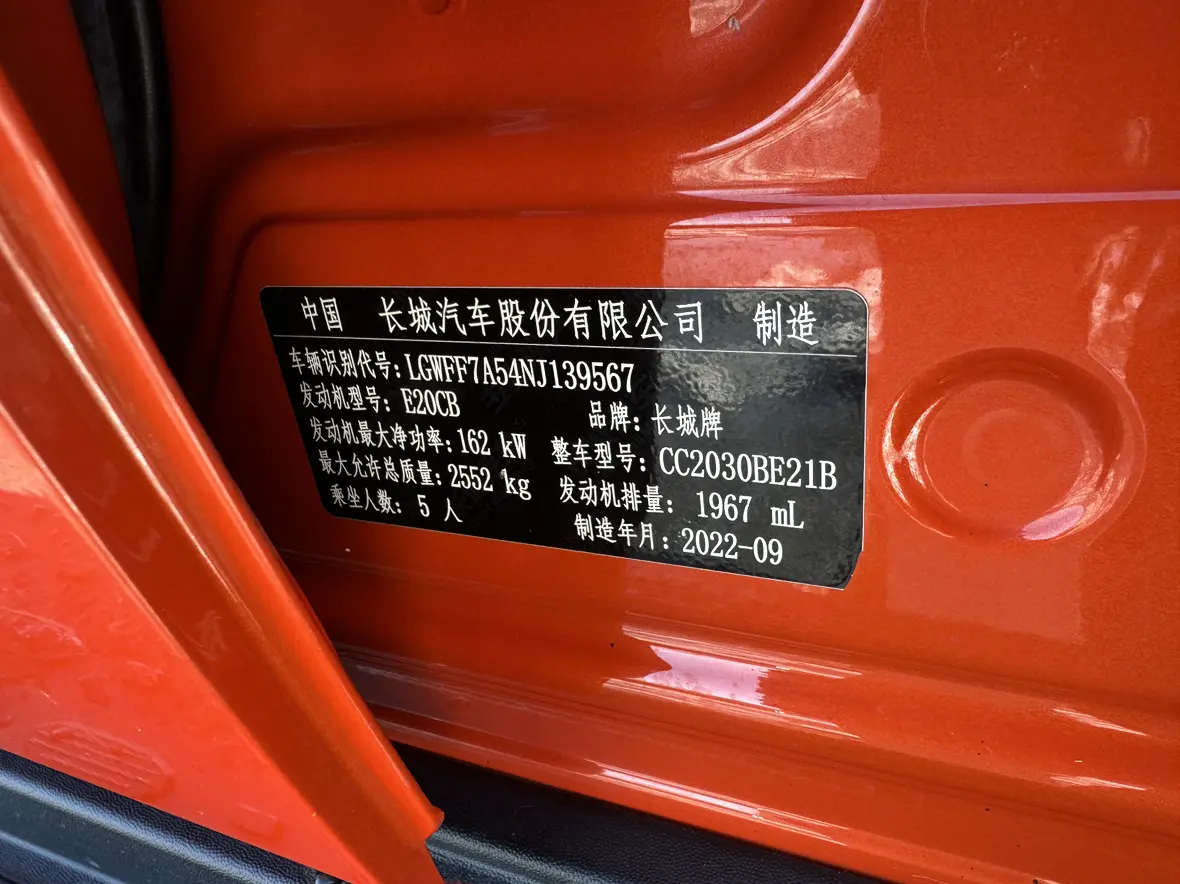 中国 长城汽车股份有限公司 制造
车辆识别代号:LGWFF7A54NJ139567
发动机型号: E20CB 品牌: 长城牌
发动机最大净功率: 162 kW 整车型号: CC2030BE21B
最大允许总质量: 2552 kg 发动机排量: 1967 mL
乘坐人数: 5 人 制造年月: 2022-09